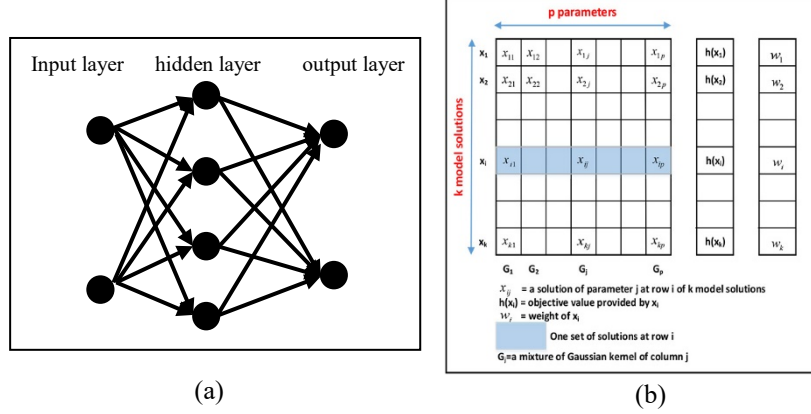 Input layer hidden layer output layer
(a)
p parameters
k model solutions
x₁ x₁₁ x₁₂ x₁ⱼ x₁ₚ h(x₁) w₁
x₂ x₂₁ x₂₂ x₂ⱼ x₂ₚ h(x₂) w₂
xᵢ xᵢ₁ xᵢⱼ xᵢₚ h(xᵢ) wᵢ
xₖ xₖ₁ xₖⱼ xₖₚ h(xₖ) wₖ
G₁ G₂ Gⱼ Gₚ
xᵢⱼ = a solution of parameter j at row i of k model solutions
h(xᵢ) = objective value provided by xᵢ
wᵢ = weight of xᵢ
One set of solutions at row i
Gⱼ=a mixture of Gaussian kernel of column j
(b)